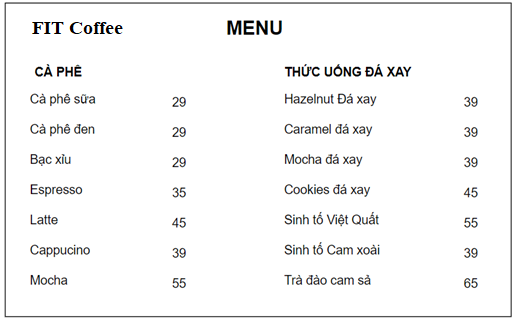 FIT Coffee MENU
CÀ PHÊ
Cà phê sữa 29
Cà phê đen 29
Bạc xỉu 29
Espresso 35
Latte 45
Cappucino 39
Mocha 55
THỨC UỐNG ĐÁ XAY
Hazelnut Đá xay 39
Caramel đá xay 39
Mocha đá xay 39
Cookies đá xay 45
Sinh tố Việt Quất 55
Sinh tố Cam xoài 39
Trà đào cam sả 65